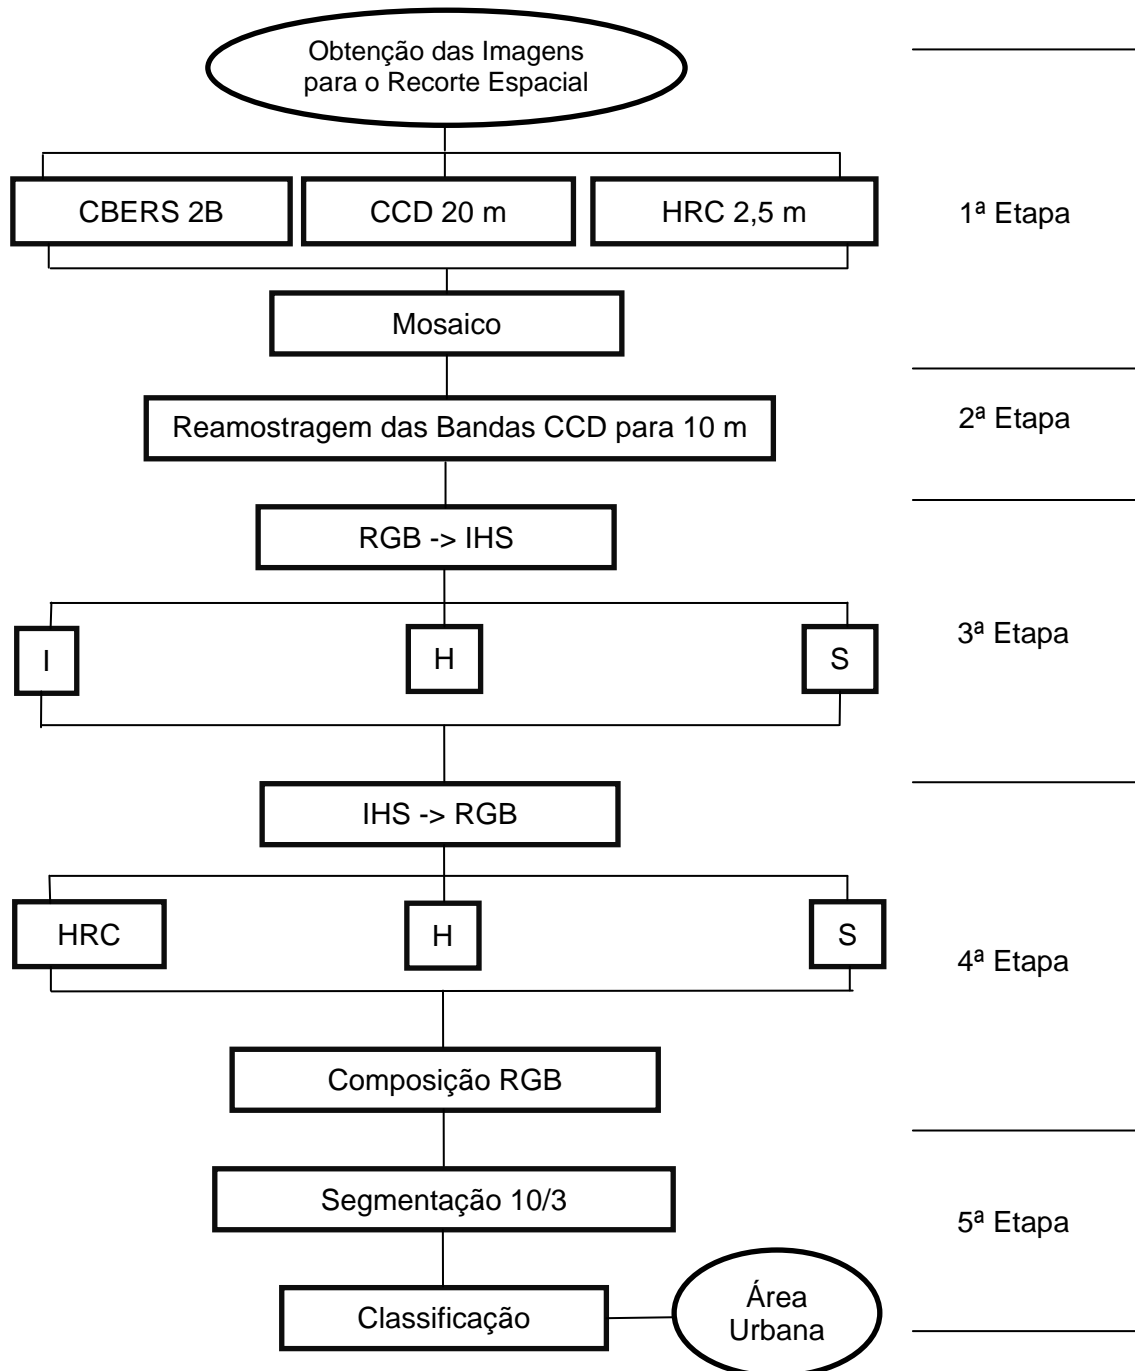 Obtenção das Imagens
para o Recorte Espacial
CBERS 2B
CCD 20 m
HRC 2,5 m
1ª Etapa
Mosaico
Reamostragem das Bandas CCD para 10 m
2ª Etapa
RGB -> IHS
I
H
S
3ª Etapa
IHS -> RGB
HRC
H
S
4ª Etapa
Composição RGB
Segmentação 10/3
5ª Etapa
Classificação
Área
Urbana